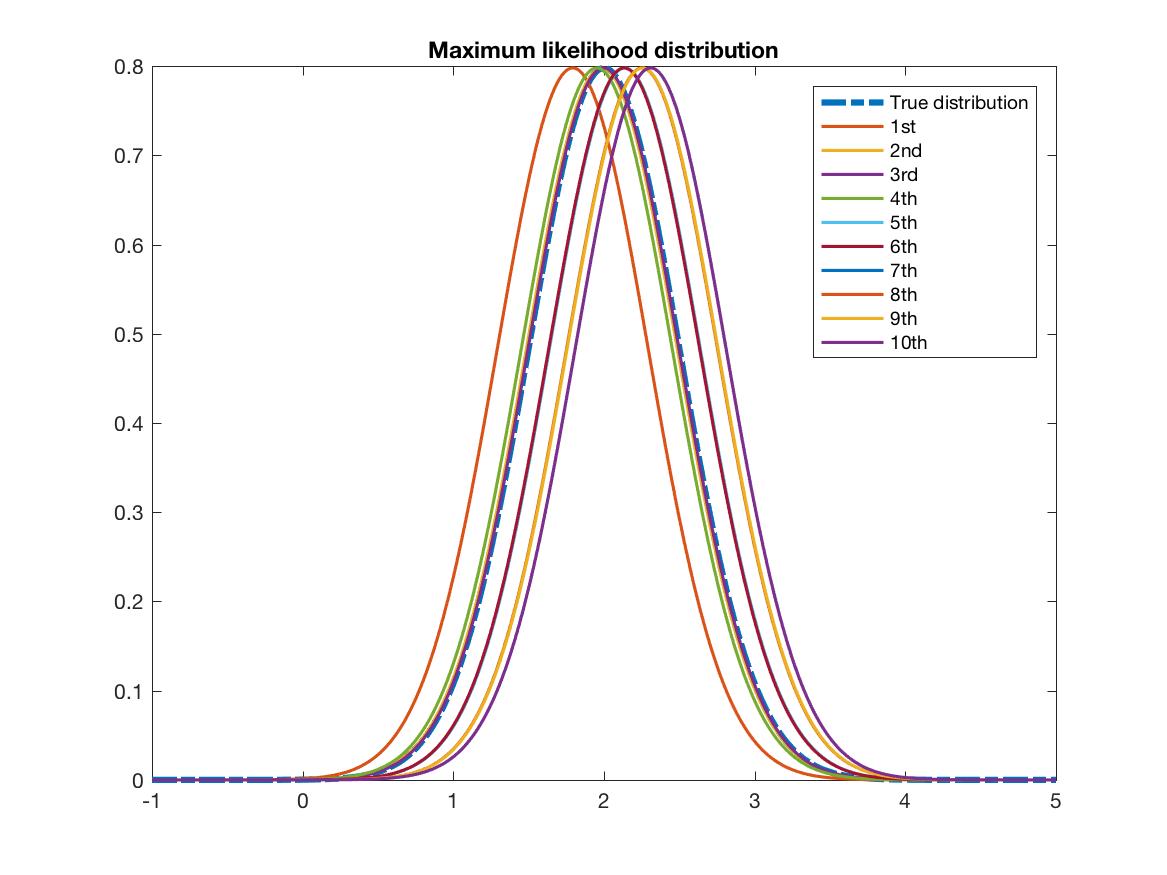 Maximum likelihood distribution
0.8
0.7
0.6
0.5
0.4
0.3
0.2
0.1
0
-1 0 1 2 3 4 5
True distribution
1st
2nd
3rd
4th
5th
6th
7th
8th
9th
10th